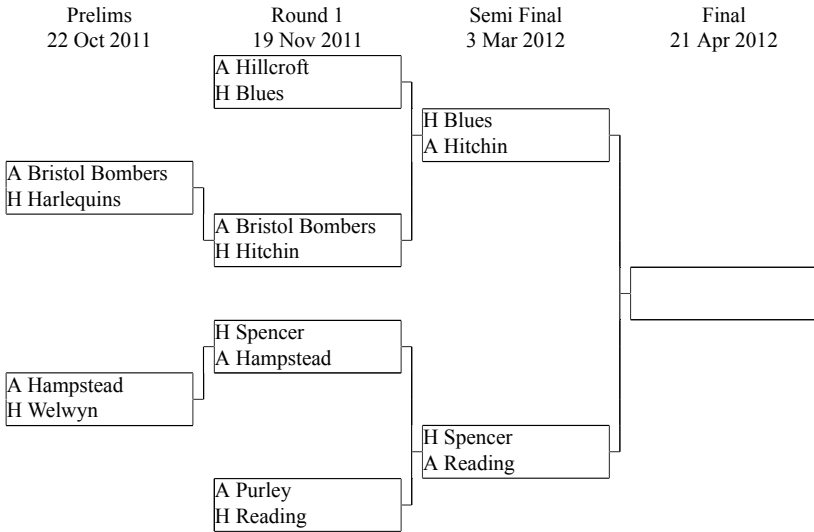 Prelims
22 Oct 2011
Round 1
19 Nov 2011
Semi Final
3 Mar 2012
Final
21 Apr 2012
A Bristol Bombers
H Harlequins
A Hampstead
H Welwyn
A Hillcroft
H Blues
A Bristol Bombers
H Hitchin
H Spencer
A Hampstead
A Purley
H Reading
H Blues
A Hitchin
H Spencer
A Reading